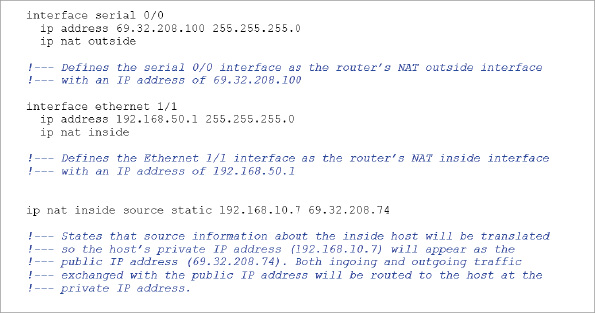 interface serial 0/0
ip address 69.32.208.100 255.255.255.0
ip nat outside
!--- Defines the serial 0/0 interface as the router's NAT outside interface
!--- with an IP address of 69.32.208.100
interface ethernet 1/1
ip address 192.168.50.1 255.255.255.0
ip nat inside
!--- Defines the Ethernet 1/1 interface as the router's NAT inside interface
!--- with an IP address of 192.168.50.1
ip nat inside source static 192.168.10.7 69.32.208.74
!--- States that source information about the inside host will be translated
!--- so the host's private IP address (192.168.10.7) will appear as the
!--- public IP address (69.32.208.74). Both ingoing and outgoing traffic
!--- exchanged with the public IP address will be routed to the host at the
!--- private IP address.